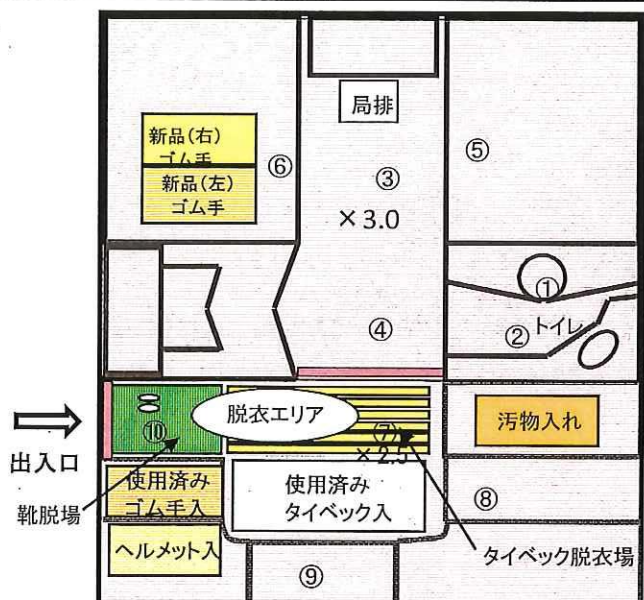 局排
新品(右)
ゴム手
新品(左)
ゴム手
⑥
③
⑤
×3.0
①
④
②
トイレ
出入口
⑩
脱衣エリア
(7)
×2.5
汚物入れ
靴脱場
使用済み
ゴム手入
使用済み
タイベック入
⑧
ヘルメット入
タイベック脱衣場
⑨